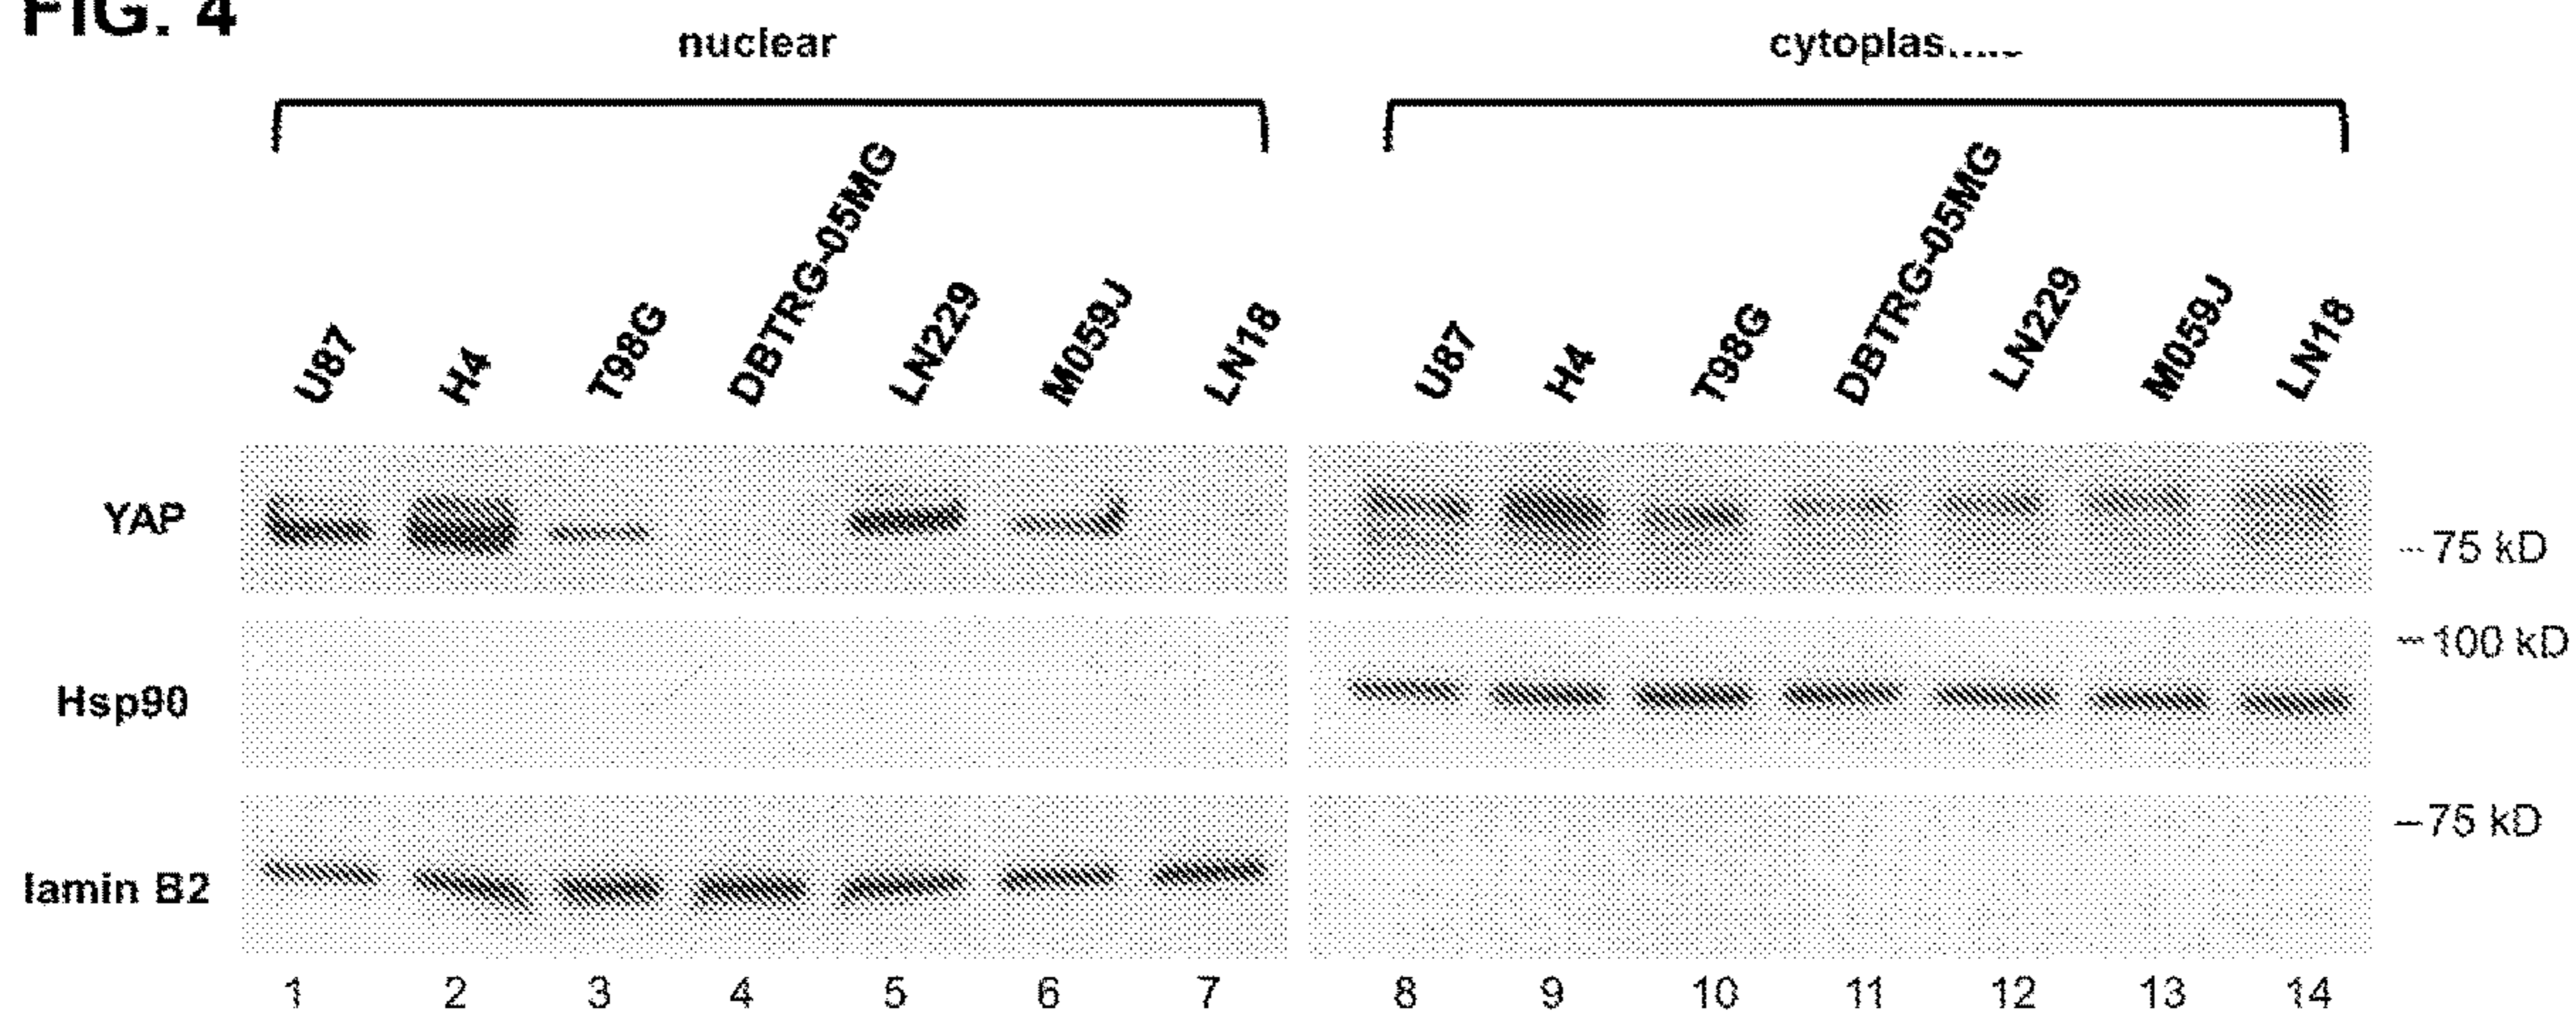 FIG. 4
nuclear
cytoplas
U87 H4 T98G DBTRG-05MG LN229 M059J LN18
U87 H4 T98G DBTRG-05MG LN229 M059J LN18
YAP
75 kD
100 kD
Hsp90
75 kD
lamin B2
1 2 3 4 5 6 7 8 9 10 11 12 13 14